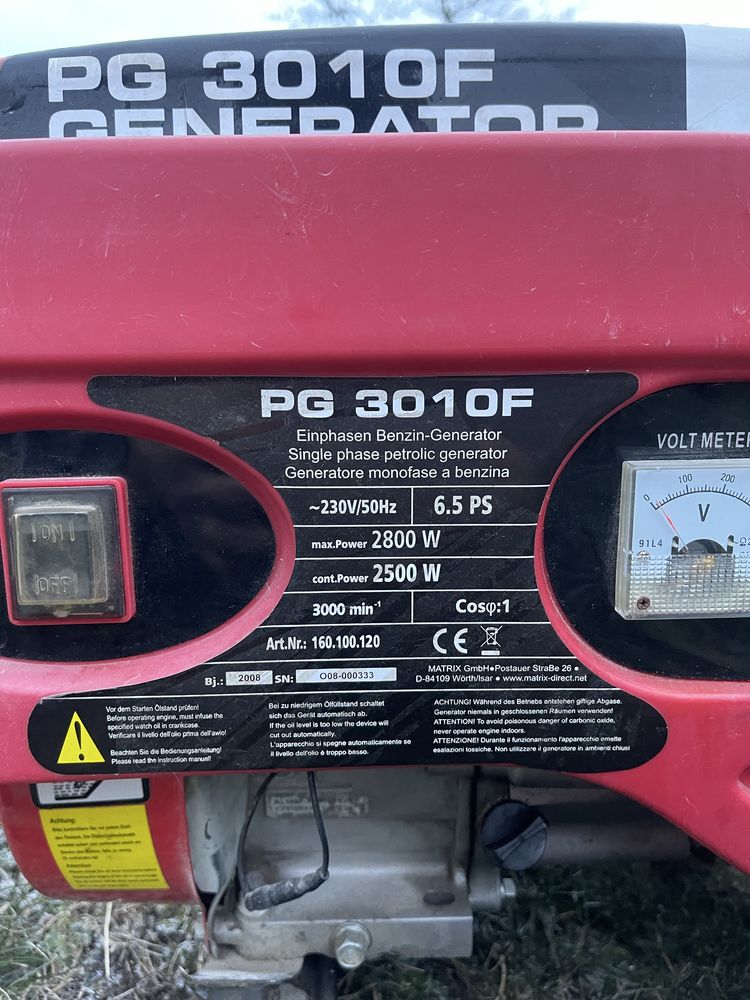 PG 3010F
GENERATOR
PG 3010F
Einphasen Benzin-Generator
Single phase petrolic generator
Generatore monofase a benzina
~230V/50Hz 6.5 PS
max.Power 2800 W
cont.Power 2500 W
3000 min⁻¹ Cosφ:1
Art.Nr.: 160.100.120 CE
MATRIX GmbH●Postauer Straße 26 ●
D-84109 Wörth/Isar ● www.matrix-direct.net
Bj.: 2008 SN: O08-000333
ON
OFF
VOLT METER
0 100 200
V
91L4
Vor dem Starten Ölstand prüfen!
Before operating engine, must infuse the
specified watch oil in crankcase.
Verificare il livello dell'olio prima dell'awio!
Beachten Sie die Bedienungsanleitung!
Please read the instruction manual!
Bei zu niedrigem Ölfüllstand schaltet
sich das Gerät automatisch ab.
If the oil level is too low the device will
cut out automatically.
L'apparecchio si spegne automaticamente se
il livello dell'olio è troppo basso.
ACHTUNG! Während des Betriebs entstehen giftige Abgase.
Generator niemals in geschlossenen Räumen verwenden!
ATTENTION! To avoid poisonous danger of carbonic oxide,
never operate engine indoors.
ATTENZIONE! Durante il funzionamento l'apparecchio emette
esalazioni tossiche. Non utilizzare il generatore in ambienti chiusi
Achtung: